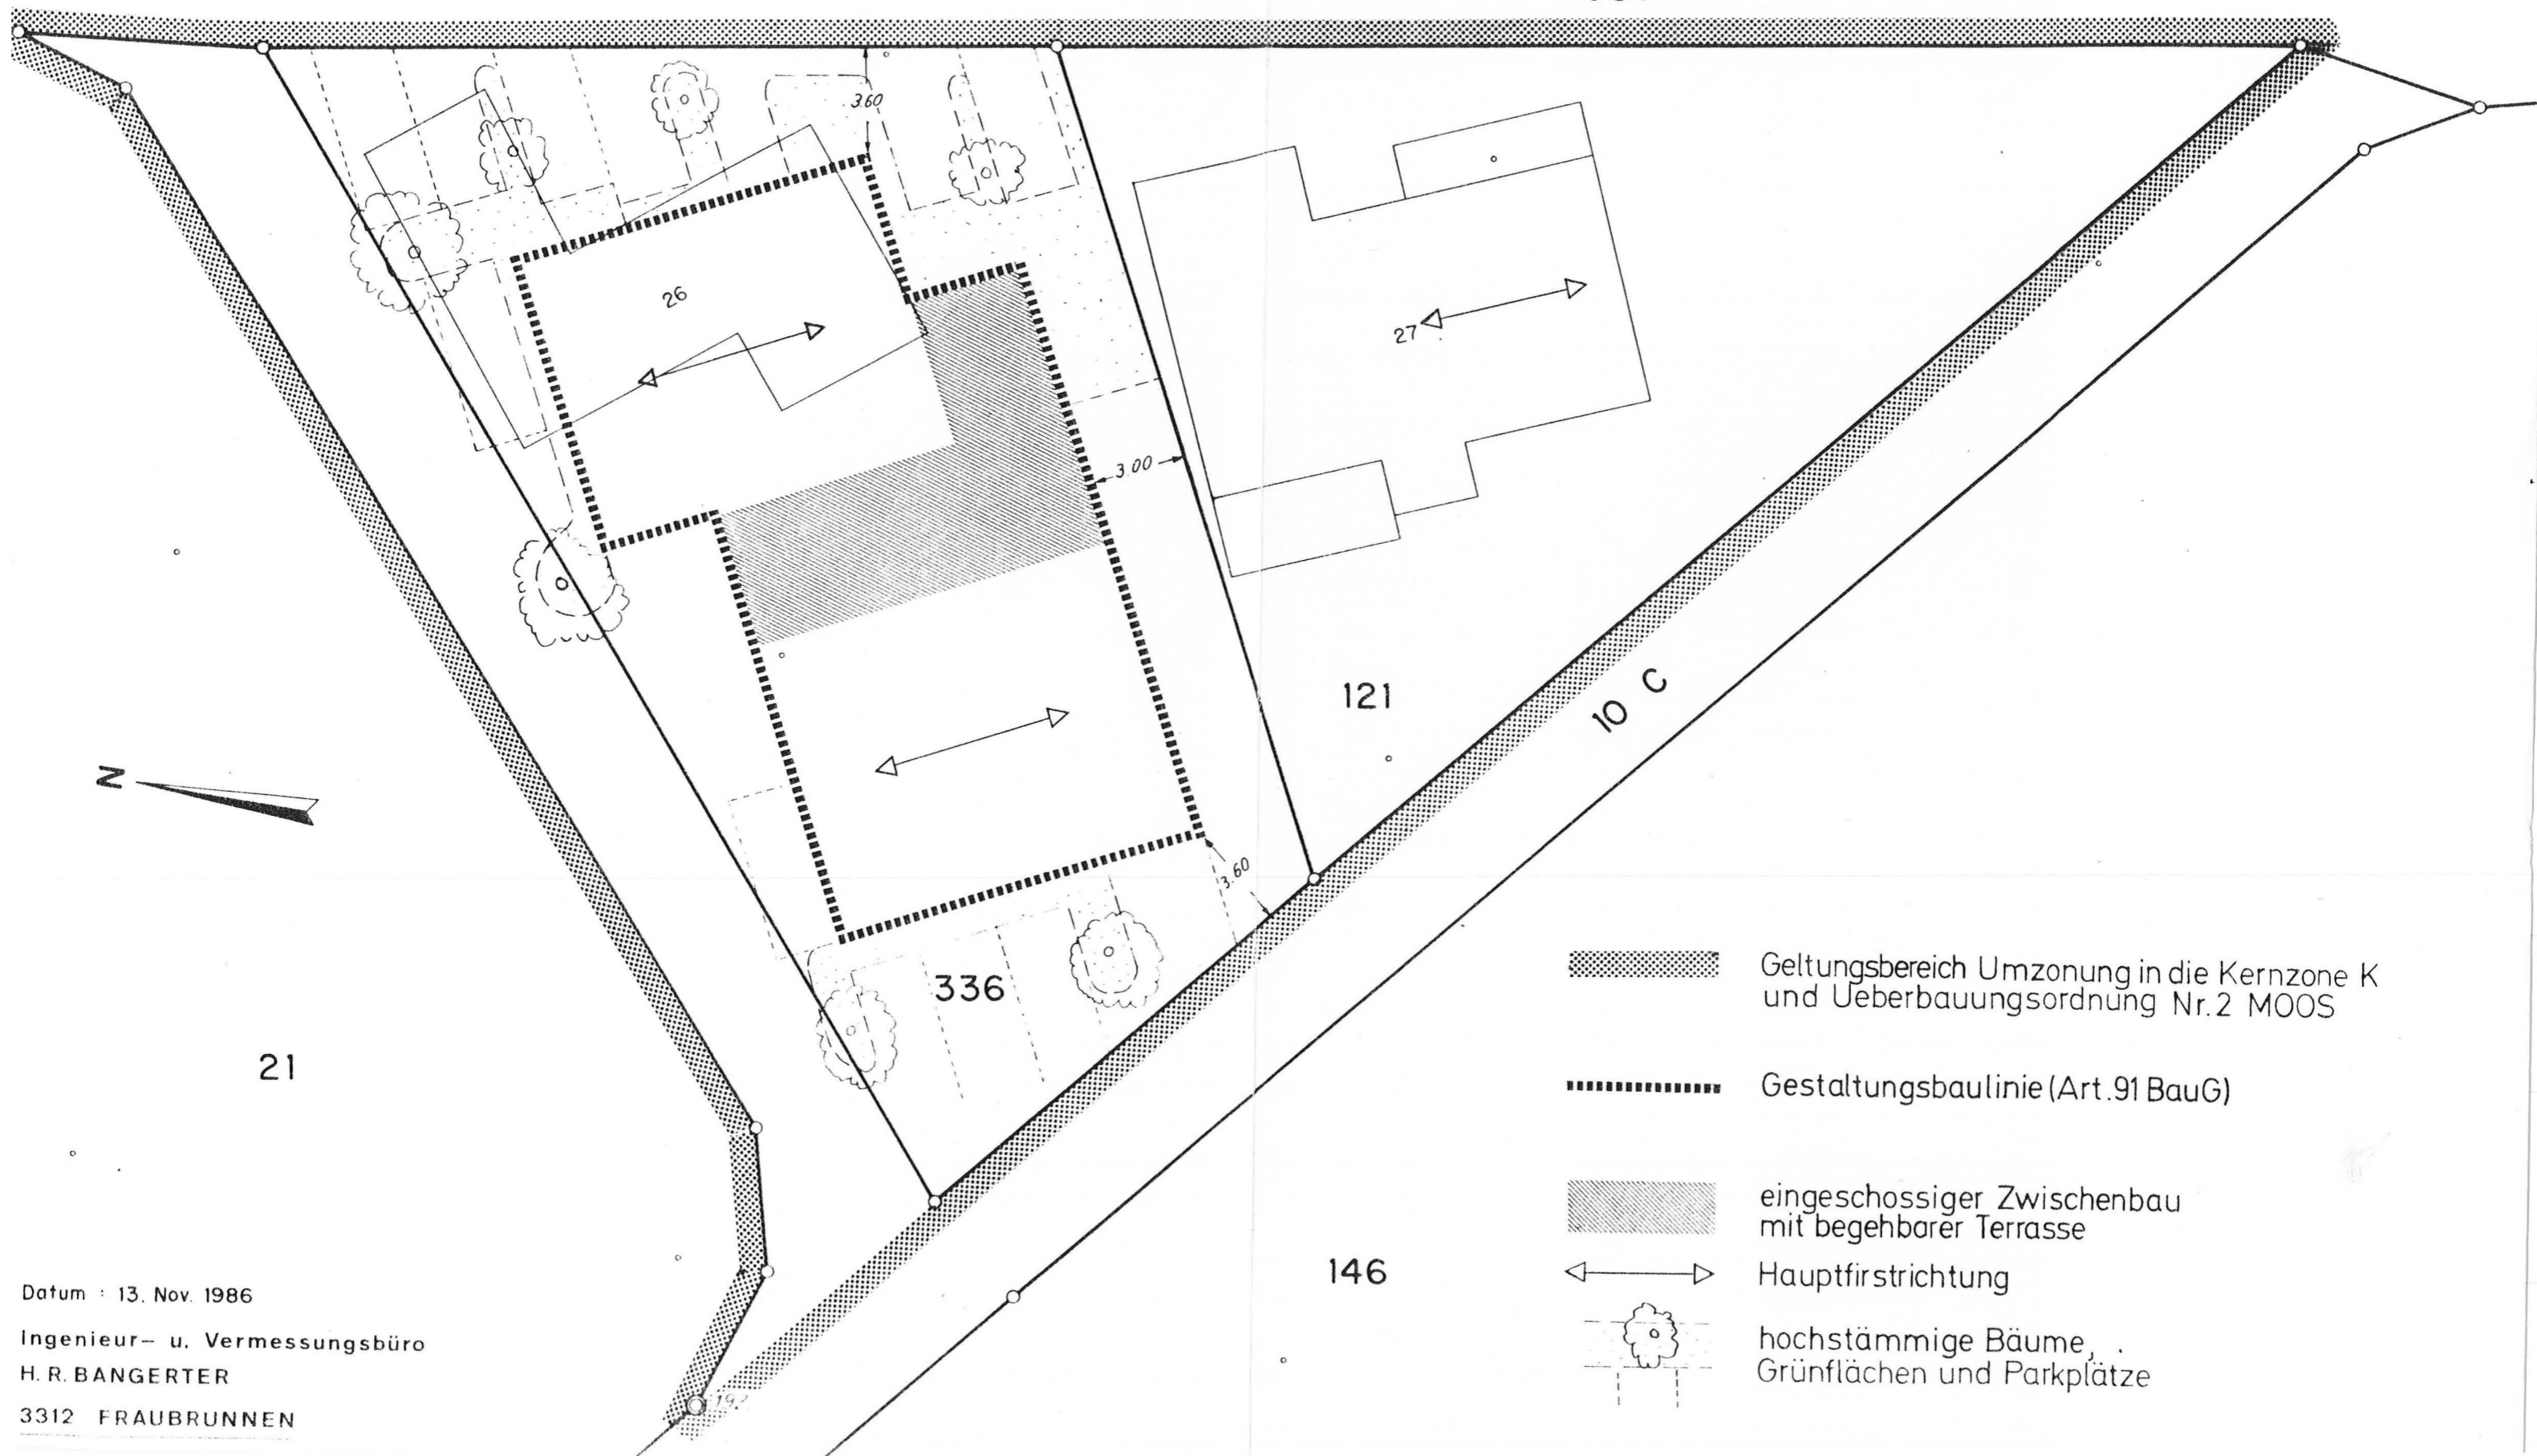 3.60
26
27
3.00
121
10 C
N
3.60
336
21
146
192
Geltungsbereich Umzonung in die Kernzone K
und Ueberbauungsordnung Nr. 2 MOOS
Gestaltungsbaulinie (Art. 91 BauG)
eingeschossiger Zwischenbau
mit begehbarer Terrasse
Hauptfirstrichtung
hochstämmige Bäume,
Grünflächen und Parkplätze
Datum : 13. Nov. 1986
Ingenieur- u. Vermessungsbüro
H. R. BANGERTER
3312 FRAUBRUNNEN